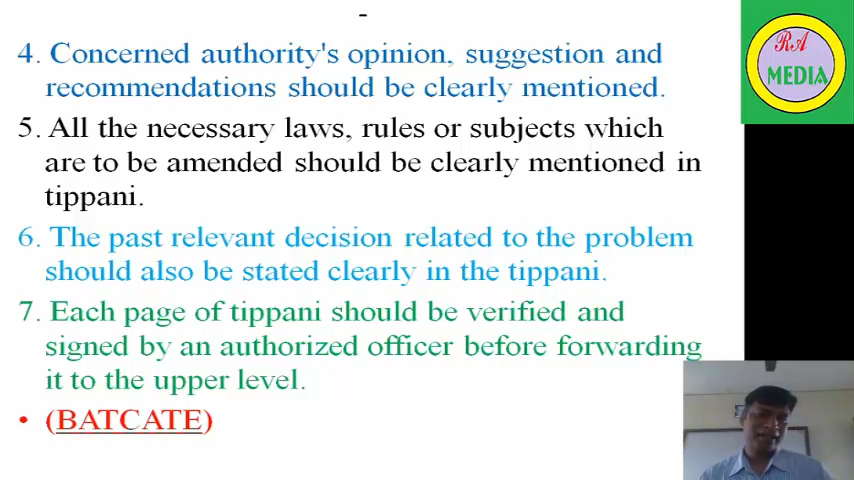 -
4. Concerned authority's opinion, suggestion and
recommendations should be clearly mentioned.
5. All the necessary laws, rules or subjects which
are to be amended should be clearly mentioned in
tippani.
6. The past relevant decision related to the problem
should also be stated clearly in the tippani.
7. Each page of tippani should be verified and
signed by an authorized officer before forwarding
it to the upper level.
• (BATCATE)
RA
MEDIA